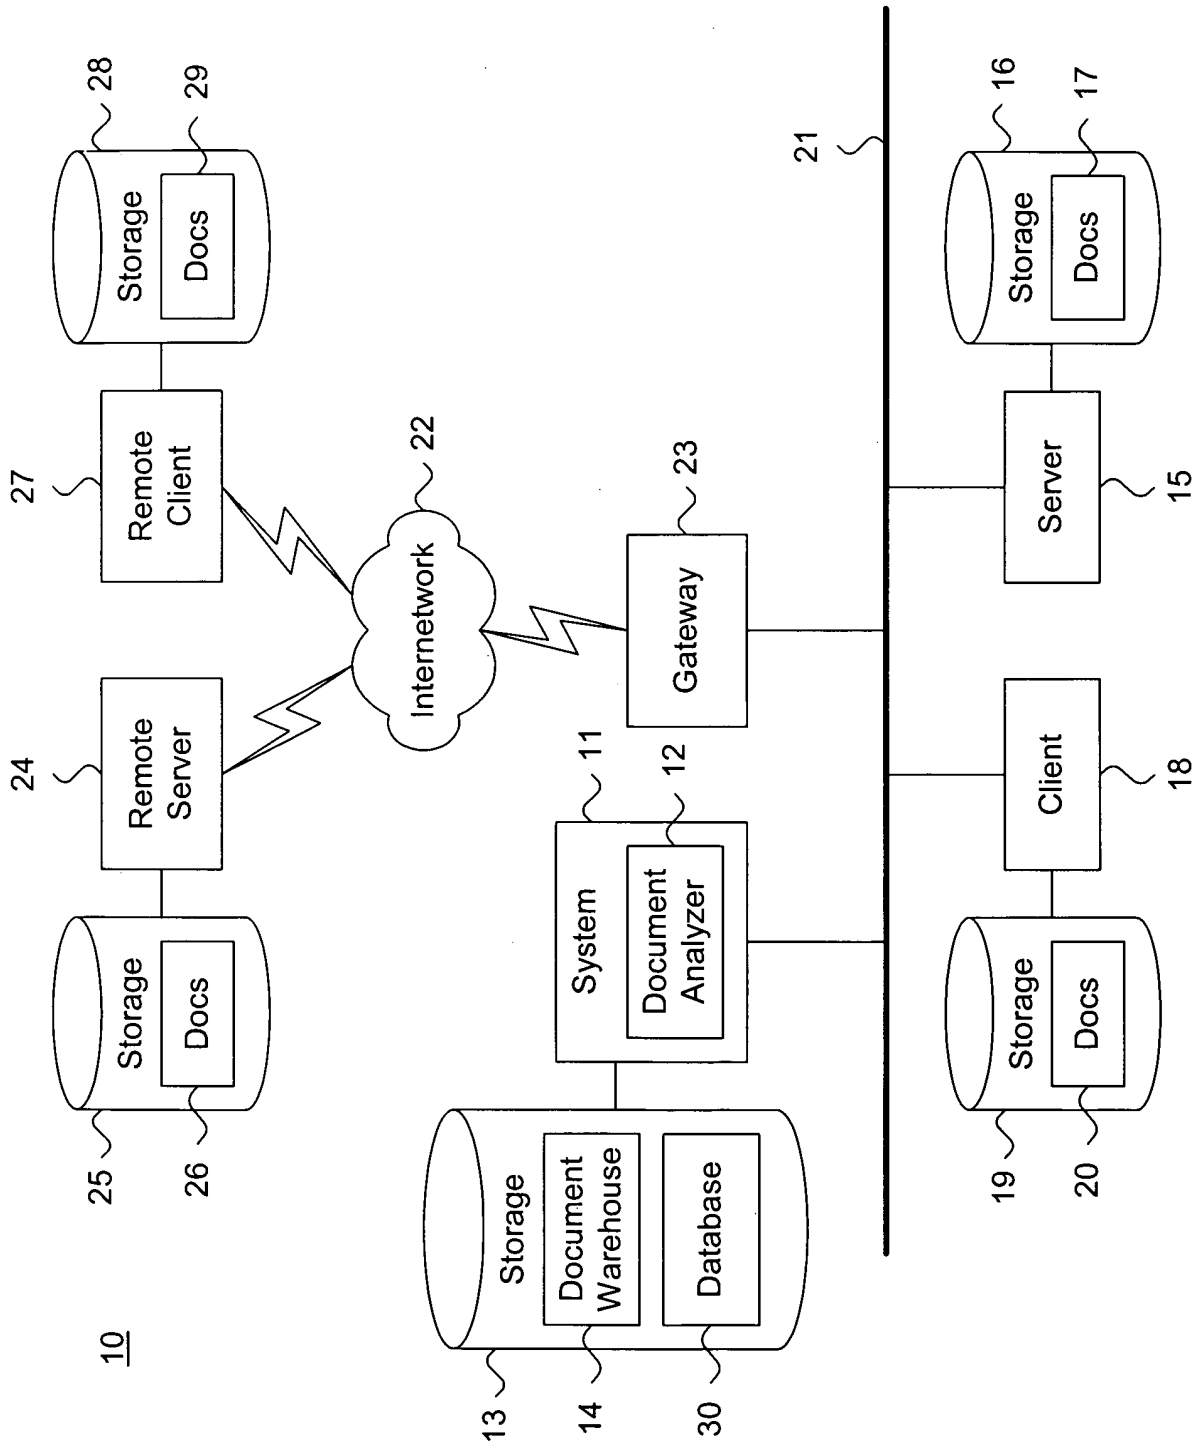 10
25
26
Storage
Docs
24
Remote
Server
27
Remote
Client
28
29
Storage
Docs
22
Internetwork
23
Gateway
11
12
System
Document
Analyzer
13
14
30
Storage
Document
Warehouse
Database
21
19
20
Storage
Docs
Client
18
Server
15
16
17
Storage
Docs